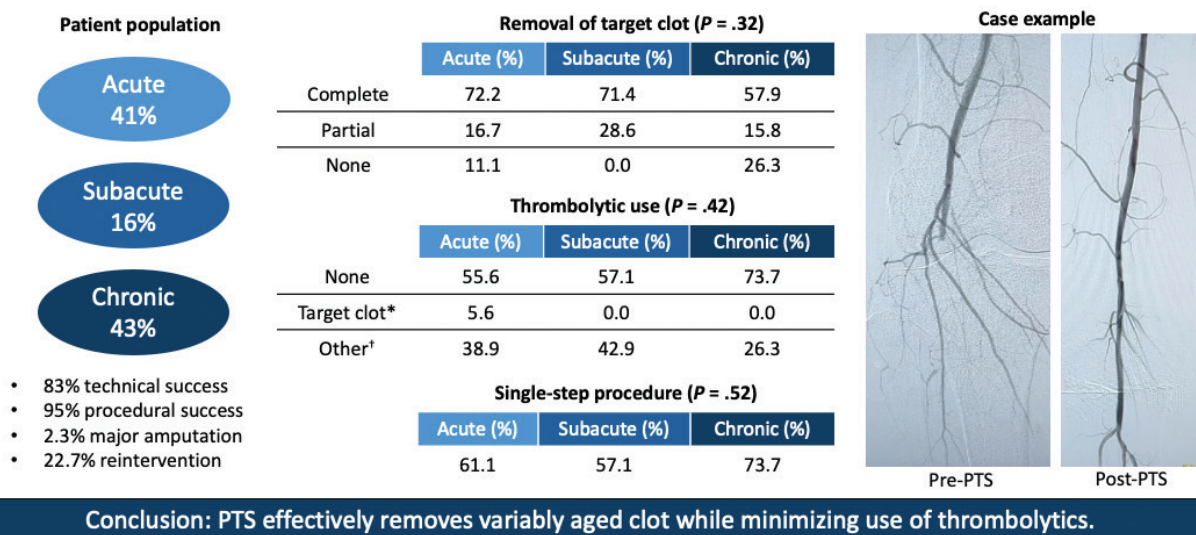 Patient population
Acute
41%
Subacute
16%
Chronic
43%
• 83% technical success
• 95% procedural success
• 2.3% major amputation
• 22.7% reintervention
Removal of target clot (P = .32)
Acute (%) Subacute (%) Chronic (%)
Complete 72.2 71.4 57.9
Partial 16.7 28.6 15.8
None 11.1 0.0 26.3
Thrombolytic use (P = .42)
Acute (%) Subacute (%) Chronic (%)
None 55.6 57.1 73.7
Target clot* 5.6 0.0 0.0
Other† 38.9 42.9 26.3
Single-step procedure (P = .52)
Acute (%) Subacute (%) Chronic (%)
61.1 57.1 73.7
Case example
Pre-PTS Post-PTS
Conclusion: PTS effectively removes variably aged clot while minimizing use of thrombolytics.